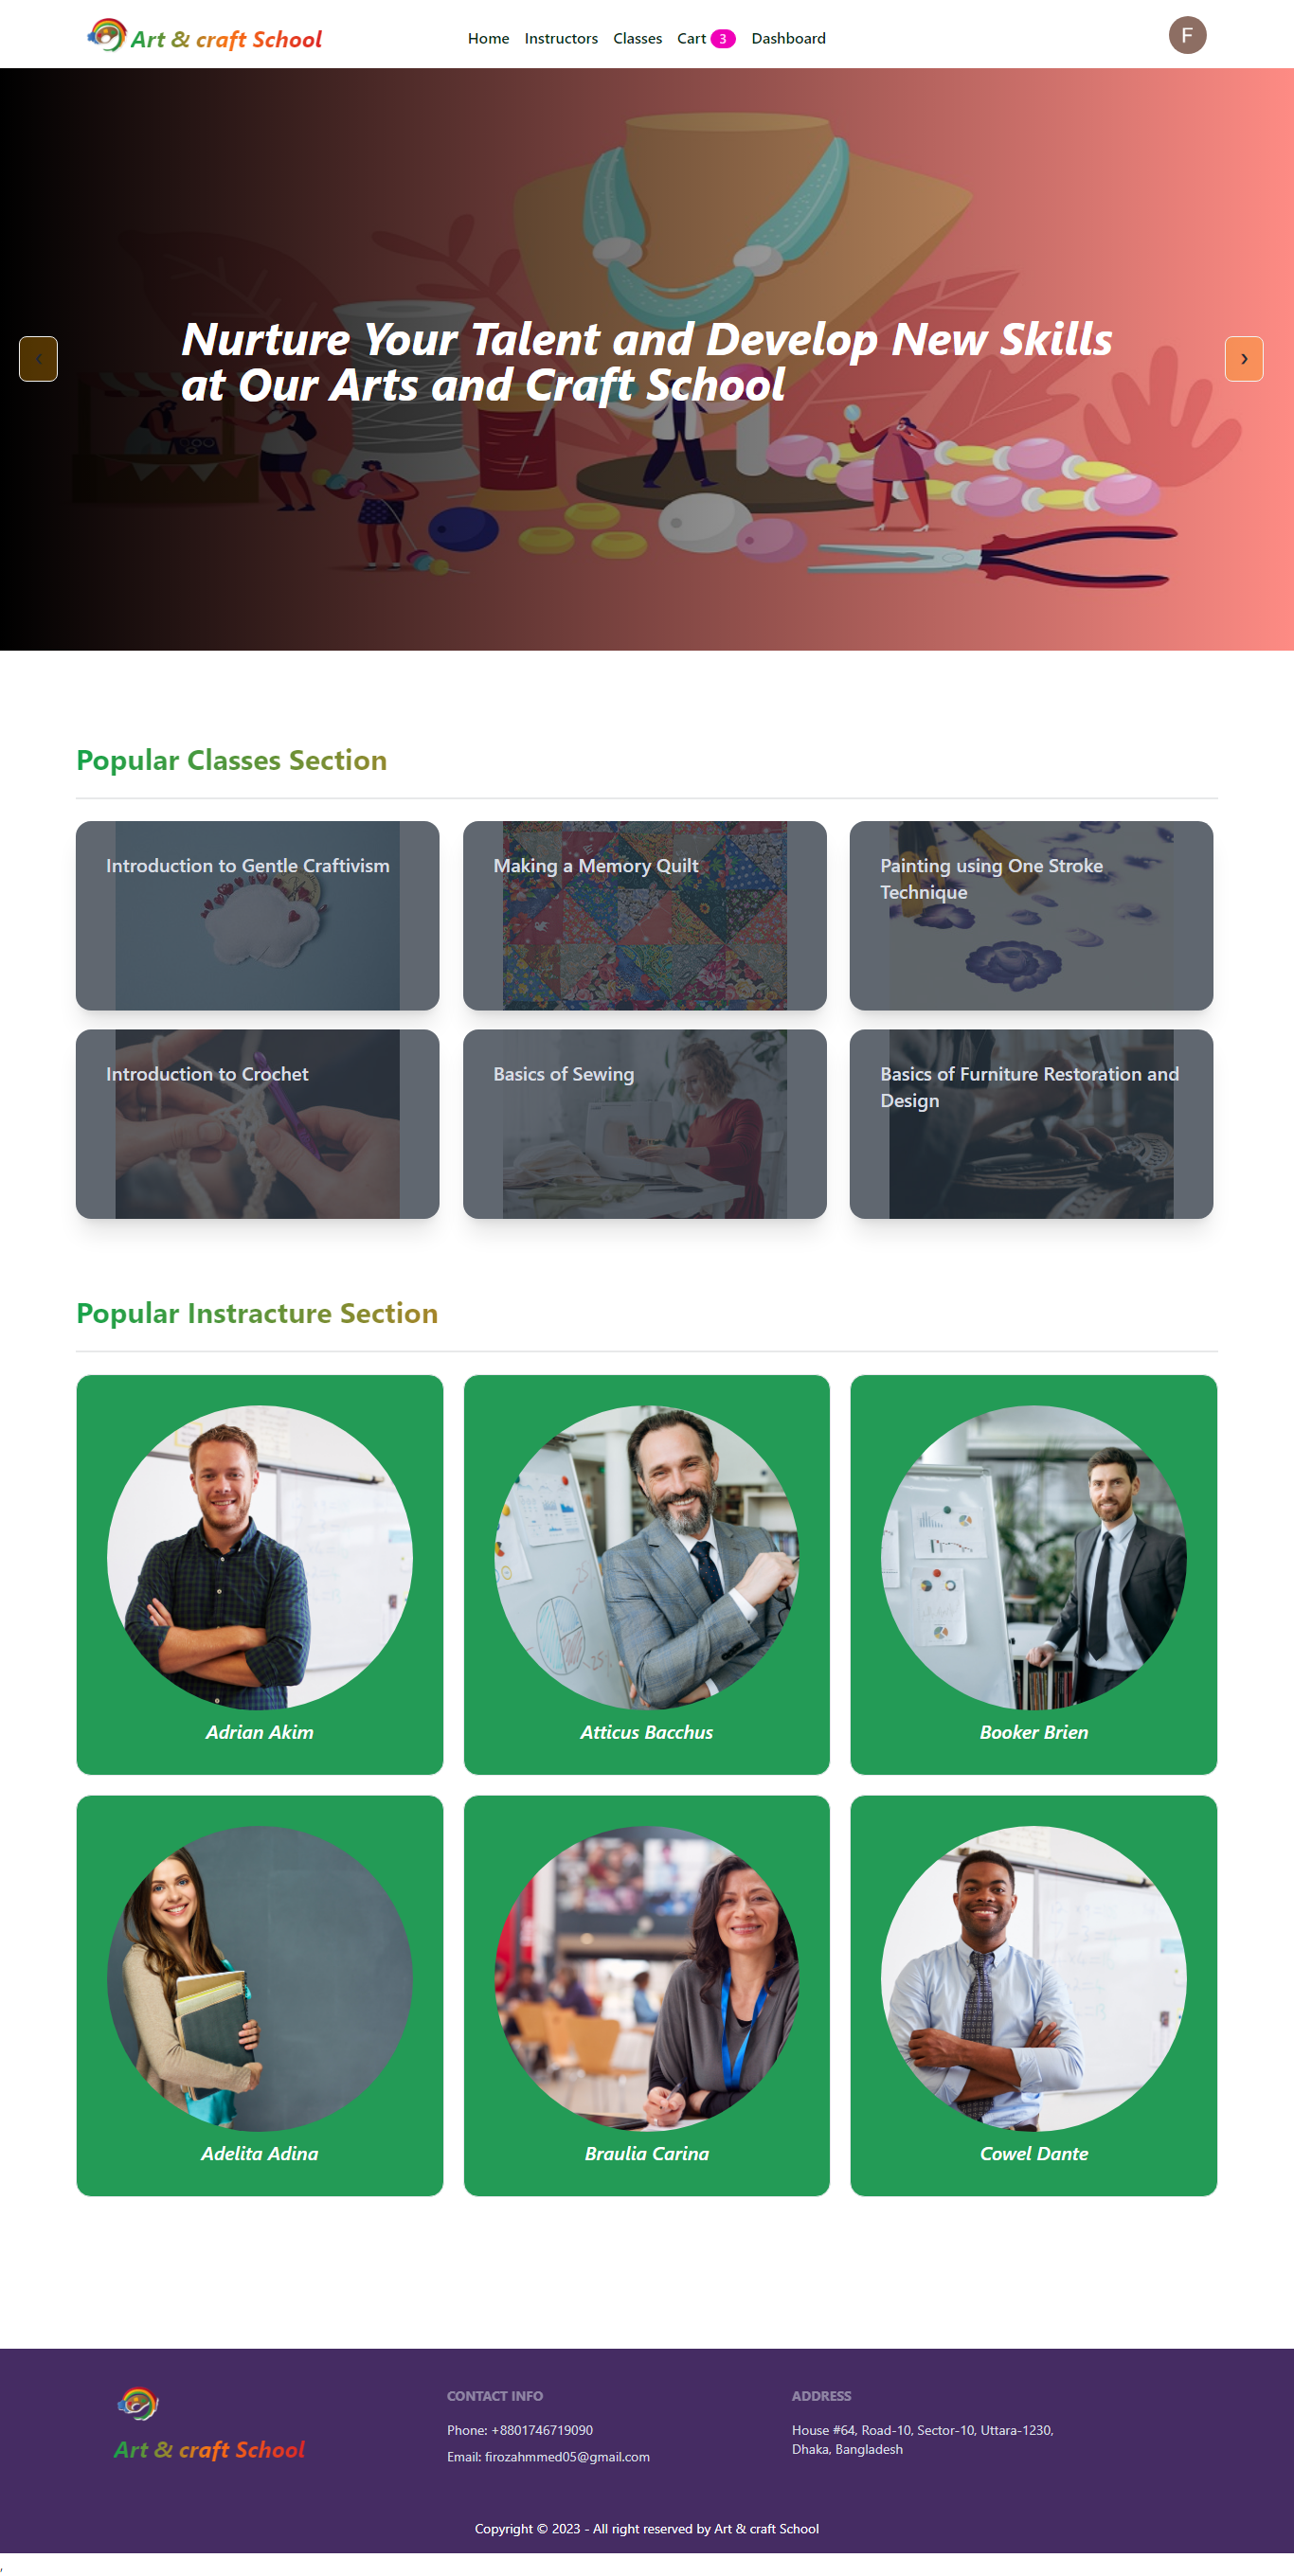 Art & craft School
Home Instructors Classes Cart 3 Dashboard
F
Nurture Your Talent and Develop New Skills
at Our Arts and Craft School
‹
›
Popular Classes Section
Introduction to Gentle Craftivism
Making a Memory Quilt
Painting using One Stroke
Technique
Introduction to Crochet
Basics of Sewing
Basics of Furniture Restoration and
Design
Popular Instracture Section
Adrian Akim
Atticus Bacchus
Booker Brien
Adelita Adina
Braulia Carina
Cowel Dante
Art & craft School
CONTACT INFO
Phone: +8801746719090
Email: firozahmmed05@gmail.com
ADDRESS
House #64, Road-10, Sector-10, Uttara-1230,
Dhaka, Bangladesh
Copyright © 2023 - All right reserved by Art & craft School
,